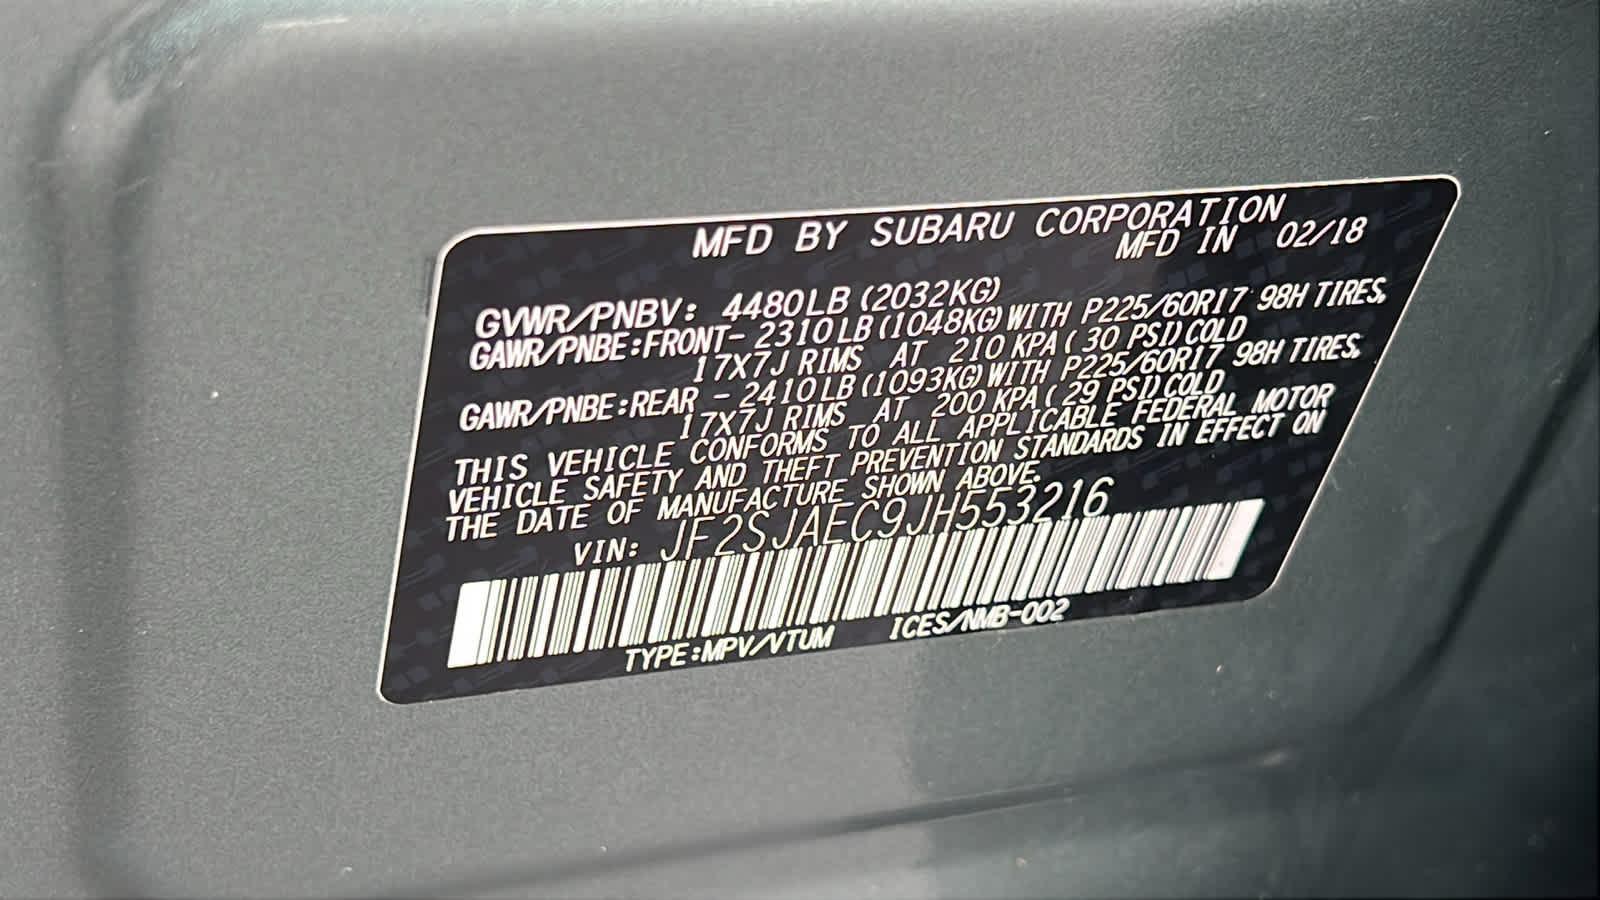 MFD BY SUBARU CORPORATION
MFD IN 02/18
GVWR/PNBV: 4480LB (2032KG)
GAWR/PNBE:FRONT- 2310LB(1048KG)WITH P225/60R17 98H TIRES,
17X7J RIMS AT 210 KPA( 30 PSI)COLD
GAWR/PNBE:REAR - 2410LB(1093KG)WITH P225/60R17 98H TIRES,
17X7J RIMS AT 200 KPA( 29 PSI)COLD
THIS VEHICLE CONFORMS TO ALL APPLICABLE FEDERAL MOTOR
VEHICLE SAFETY AND THEFT PREVENTION STANDARDS IN EFFECT ON
THE DATE OF MANUFACTURE SHOWN ABOVE.
VIN: JF2SJAEC9JH553216
TYPE:MPV/VTUM ICES/NMB-002